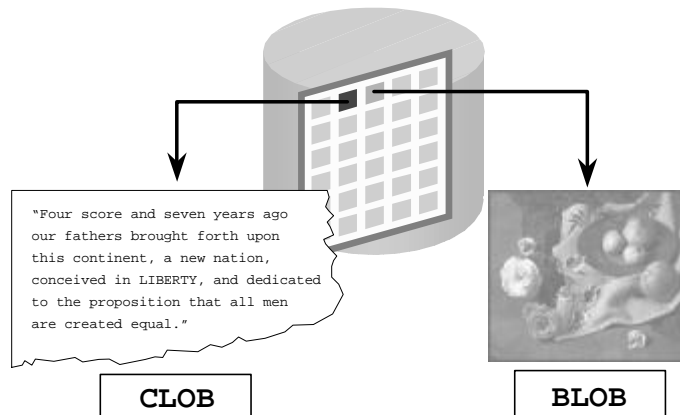 “Four score and seven years ago
our fathers brought forth upon
this continent, a new nation,
conceived in LIBERTY, and dedicated
to the proposition that all men
are created equal.”
CLOB
BLOB